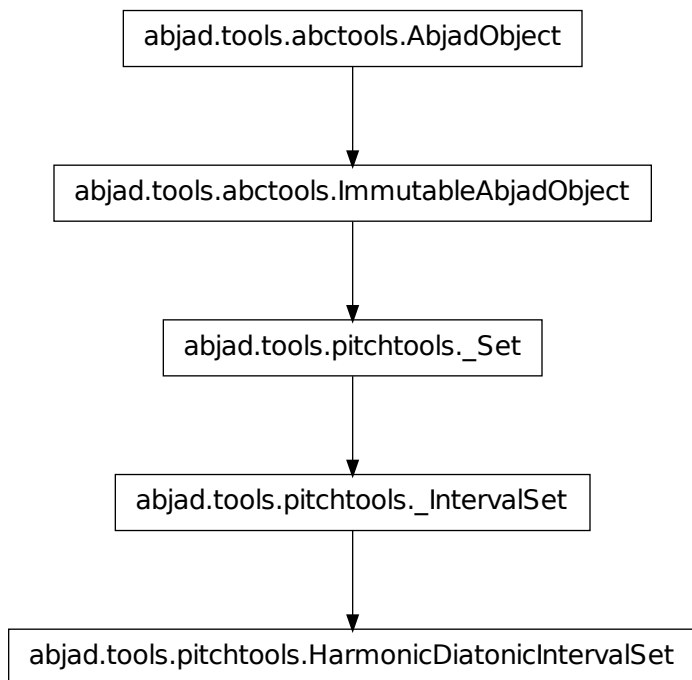 abjad.tools.abctools.AbjadObject
abjad.tools.abctools.ImmutableAbjadObject
abjad.tools.pitchtools._Set
abjad.tools.pitchtools._IntervalSet
abjad.tools.pitchtools.HarmonicDiatonicIntervalSet